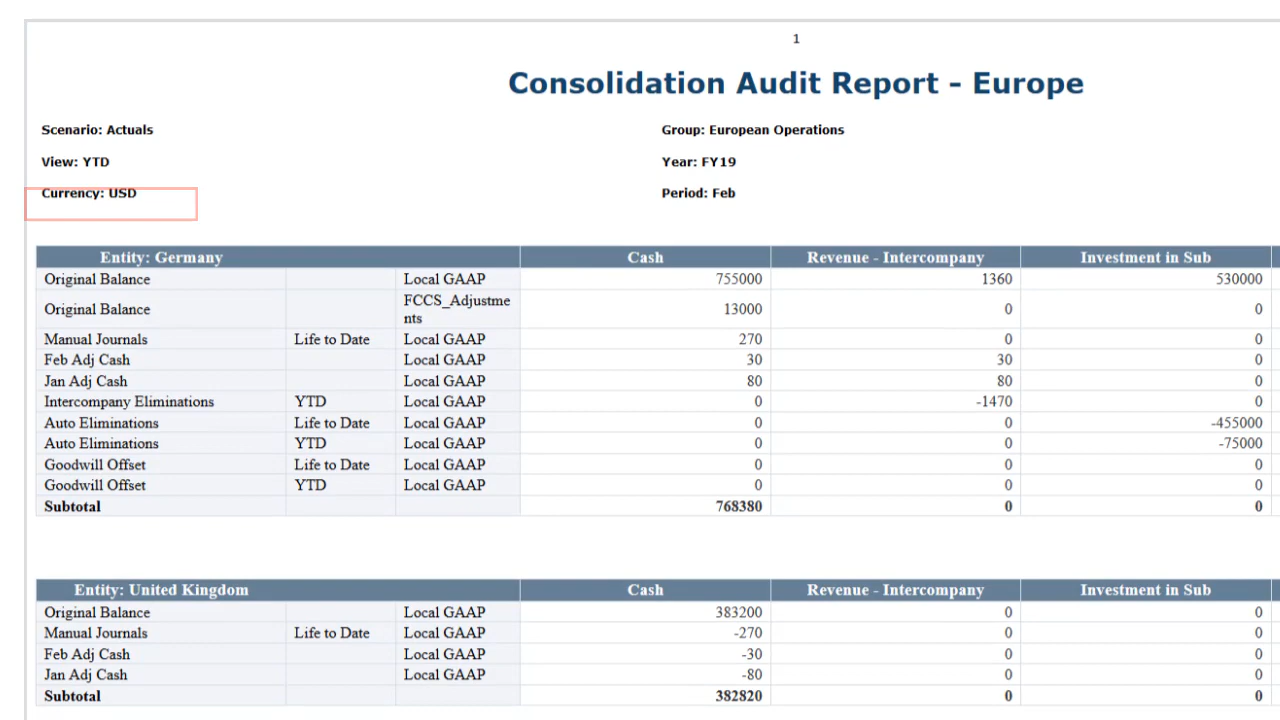 1
Consolidation Audit Report - Europe
Scenario: Actuals Group: European Operations
View: YTD Year: FY19
Currency: USD Period: Feb
Entity: Germany Cash Revenue - Intercompany Investment in Sub
Original Balance Local GAAP 755000 1360 530000
Original Balance FCCS_Adjustme
nts 13000 0 0
Manual Journals Life to Date Local GAAP 270 0 0
Feb Adj Cash Local GAAP 30 30 0
Jan Adj Cash Local GAAP 80 80 0
Intercompany Eliminations YTD Local GAAP 0 -1470 0
Auto Eliminations Life to Date Local GAAP 0 0 -455000
Auto Eliminations YTD Local GAAP 0 0 -75000
Goodwill Offset Life to Date Local GAAP 0 0 0
Goodwill Offset YTD Local GAAP 0 0 0
Subtotal 768380 0 0
Entity: United Kingdom Cash Revenue - Intercompany Investment in Sub
Original Balance Local GAAP 383200 0 0
Manual Journals Life to Date Local GAAP -270 0 0
Feb Adj Cash Local GAAP -30 0 0
Jan Adj Cash Local GAAP -80 0 0
Subtotal 382820 0 0